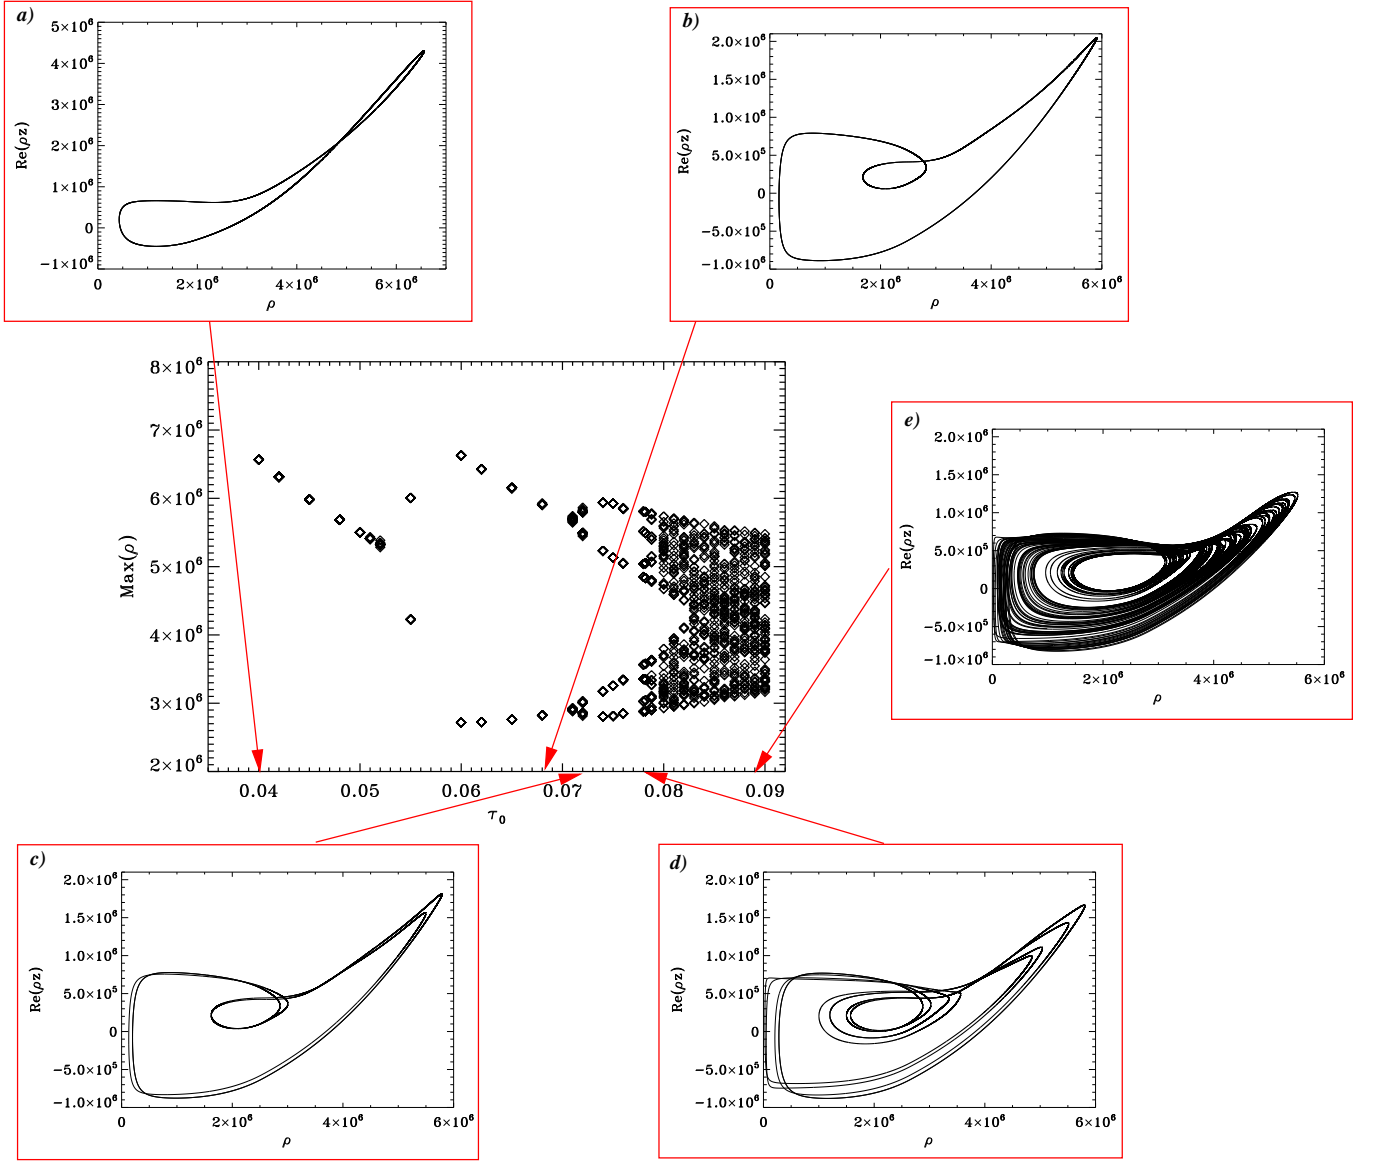 a)
5×10⁶
4×10⁶
3×10⁶
2×10⁶
1×10⁶
0
−1×10⁶
Re(ρz)
0 2×10⁶ 4×10⁶ 6×10⁶
ρ
b)
2.0×10⁶
1.5×10⁶
1.0×10⁶
5.0×10⁵
0
−5.0×10⁵
−1.0×10⁶
Re(ρz)
0 2×10⁶ 4×10⁶ 6×10⁶
ρ
8×10⁶
7×10⁶
6×10⁶
5×10⁶
4×10⁶
3×10⁶
2×10⁶
Max(ρ)
0.04 0.05 0.06 0.07 0.08 0.09
τ₀
e)
2.0×10⁶
1.5×10⁶
1.0×10⁶
5.0×10⁵
0
−5.0×10⁵
−1.0×10⁶
Re(ρz)
0 2×10⁶ 4×10⁶ 6×10⁶
ρ
c)
2.0×10⁶
1.5×10⁶
1.0×10⁶
5.0×10⁵
0
−5.0×10⁵
−1.0×10⁶
Re(ρz)
0 2×10⁶ 4×10⁶ 6×10⁶
ρ
d)
2.0×10⁶
1.5×10⁶
1.0×10⁶
5.0×10⁵
0
−5.0×10⁵
−1.0×10⁶
Re(ρz)
0 2×10⁶ 4×10⁶ 6×10⁶
ρ